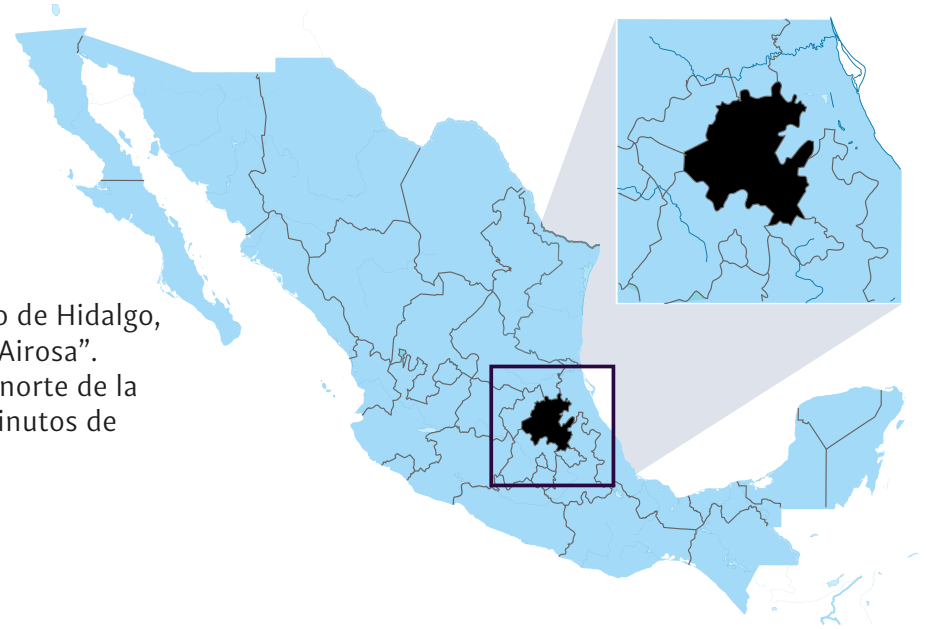 o de Hidalgo,
Airosa”.
norte de la
inutos de